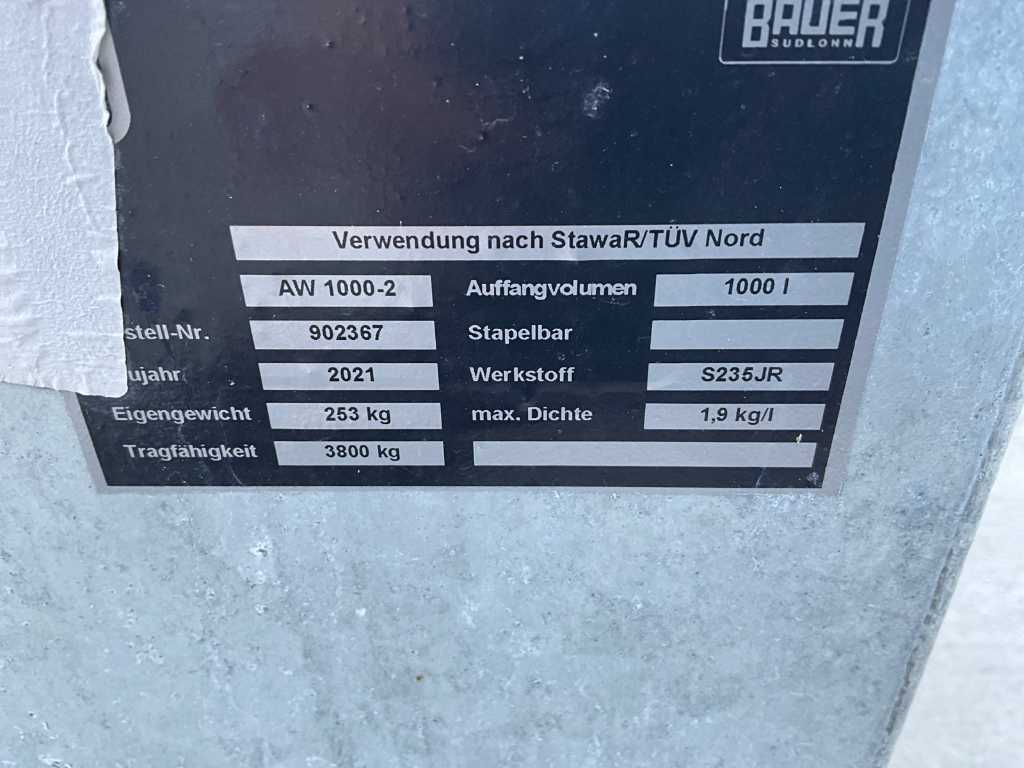 BAUER
SÜDLOHN
Verwendung nach StawaR/TÜV Nord
AW 1000-2 Auffangvolumen 1000 l
stell-Nr. 902367 Stapelbar
ujahr 2021 Werkstoff S235JR
Eigengewicht 253 kg max. Dichte 1,9 kg/l
Tragfähigkeit 3800 kg